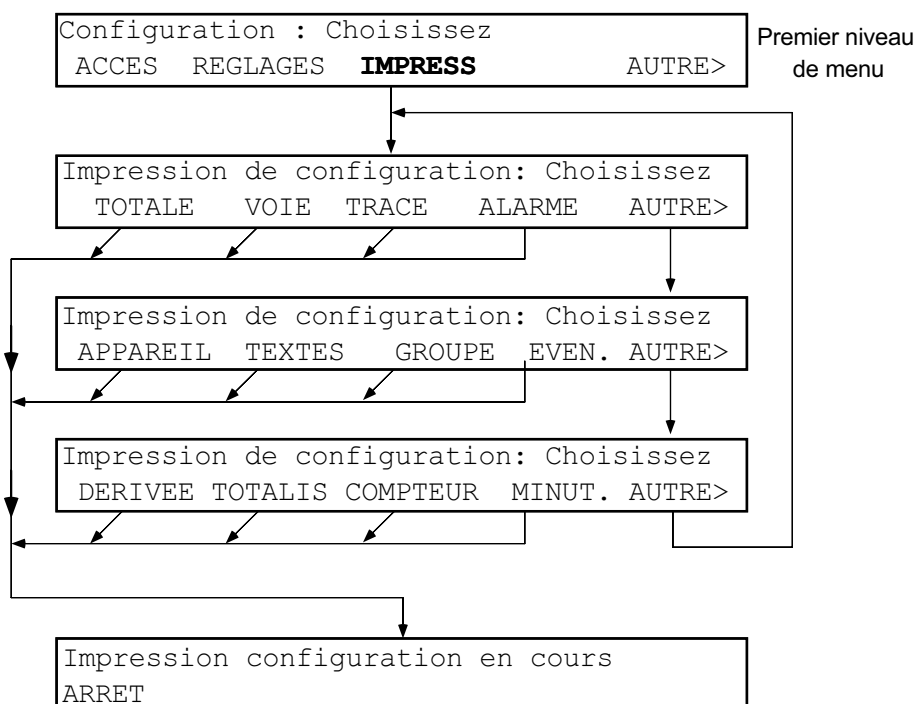 Configuration : Choisissez
ACCES REGLAGES IMPRESS AUTRE>
Premier niveau
de menu
Impression de configuration: Choisissez
TOTALE VOIE TRACE ALARME AUTRE>
Impression de configuration: Choisissez
APPAREIL TEXTES GROUPE EVEN. AUTRE>
Impression de configuration: Choisissez
DERIVEE TOTALIS COMPTEUR MINUT. AUTRE>
Impression configuration en cours
ARRET